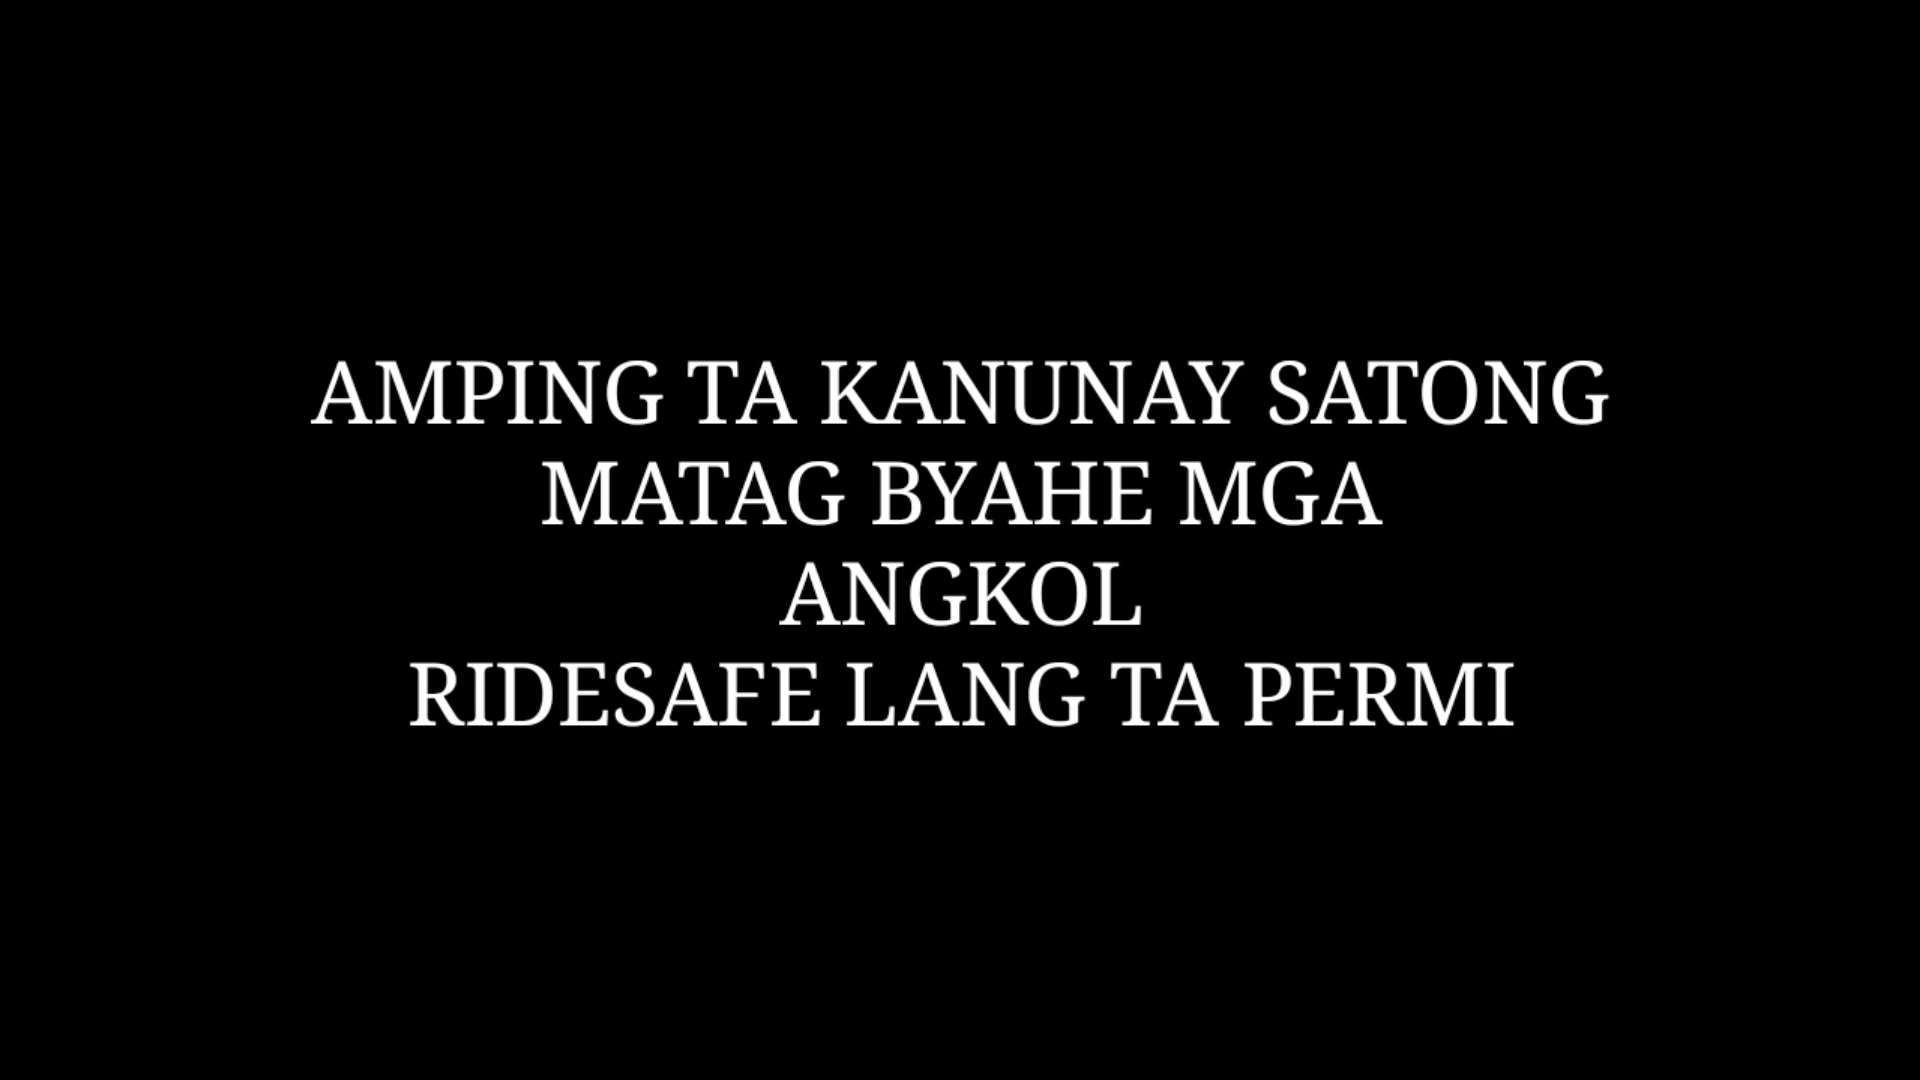 AMPING TA KANUNAY SATONG
MATAG BYAHE MGA
ANGKOL
RIDESAFE LANG TA PERMI